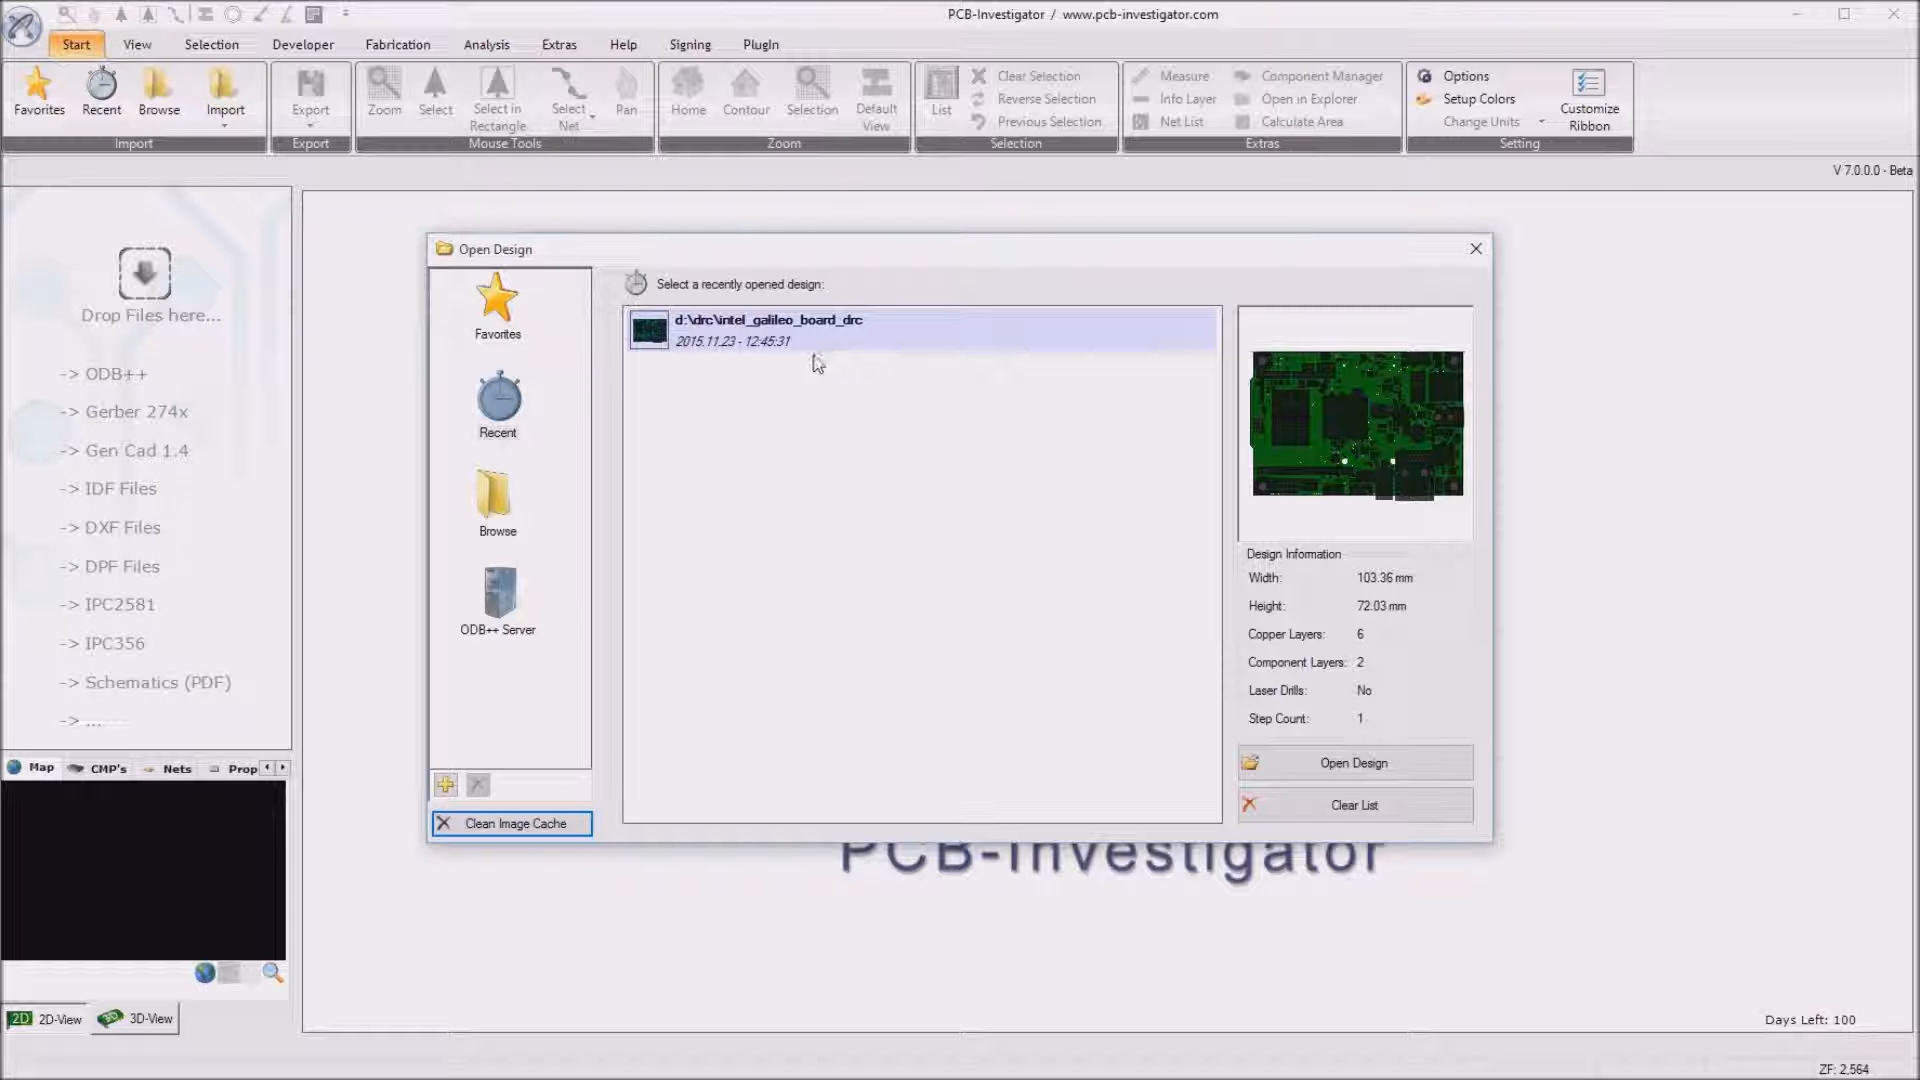 PCB-Investigator / www.pcb-investigator.com
Start View Selection Developer Fabrication Analysis Extras Help Signing PlugIn
Favorites Recent Browse Import
Import
Export
Export
Zoom Select Select in Rectangle Select Net Pan
Mouse Tools
Home Contour Selection Default View
Zoom
List
Clear Selection
Reverse Selection
Previous Selection
Selection
Measure
Info Layer
Net List
Component Manager
Open in Explorer
Calculate Area
Extras
Options
Setup Colors
Change Units
Customize Ribbon
Setting
V 7.0.0.0 - Beta
Drop Files here...
-> ODB++
-> Gerber 274x
-> Gen Cad 1.4
-> IDF Files
-> DXF Files
-> DPF Files
-> IPC2581
-> IPC356
-> Schematics (PDF)
-> ...
Map CMP's Nets Prop
2D 2D-View 3D-View
Open Design
Favorites
Recent
Browse
ODB++ Server
Clean Image Cache
Select a recently opened design:
d:\drc\intel_galileo_board_drc
2015.11.23 - 12:45:31
Design Information
Width: 103.36 mm
Height: 72.03 mm
Copper Layers: 6
Component Layers: 2
Laser Drills: No
Step Count: 1
Open Design
Clear List
PCB-Investigator
Days Left: 100
ZF: 2,564